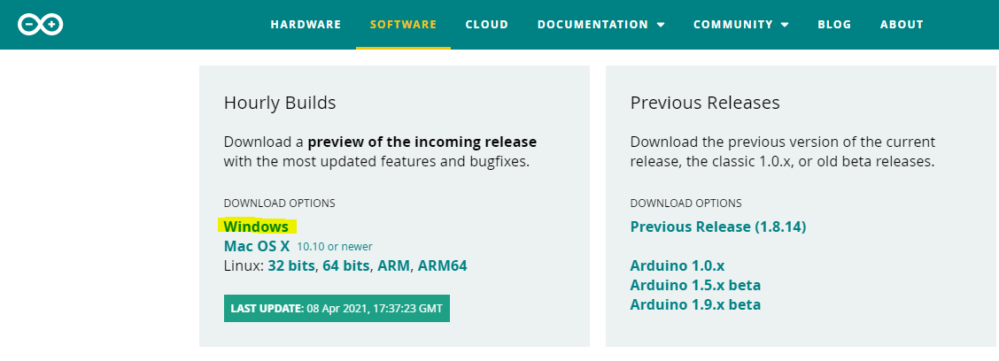 HARDWARE SOFTWARE CLOUD DOCUMENTATION COMMUNITY BLOG ABOUT
Hourly Builds
Download a preview of the incoming release
with the most updated features and bugfixes.
DOWNLOAD OPTIONS
Windows
Mac OS X 10.10 or newer
Linux: 32 bits, 64 bits, ARM, ARM64
LAST UPDATE: 08 Apr 2021, 17:37:23 GMT
Previous Releases
Download the previous version of the current
release, the classic 1.0.x, or old beta releases.
DOWNLOAD OPTIONS
Previous Release (1.8.14)
Arduino 1.0.x
Arduino 1.5.x beta
Arduino 1.9.x beta